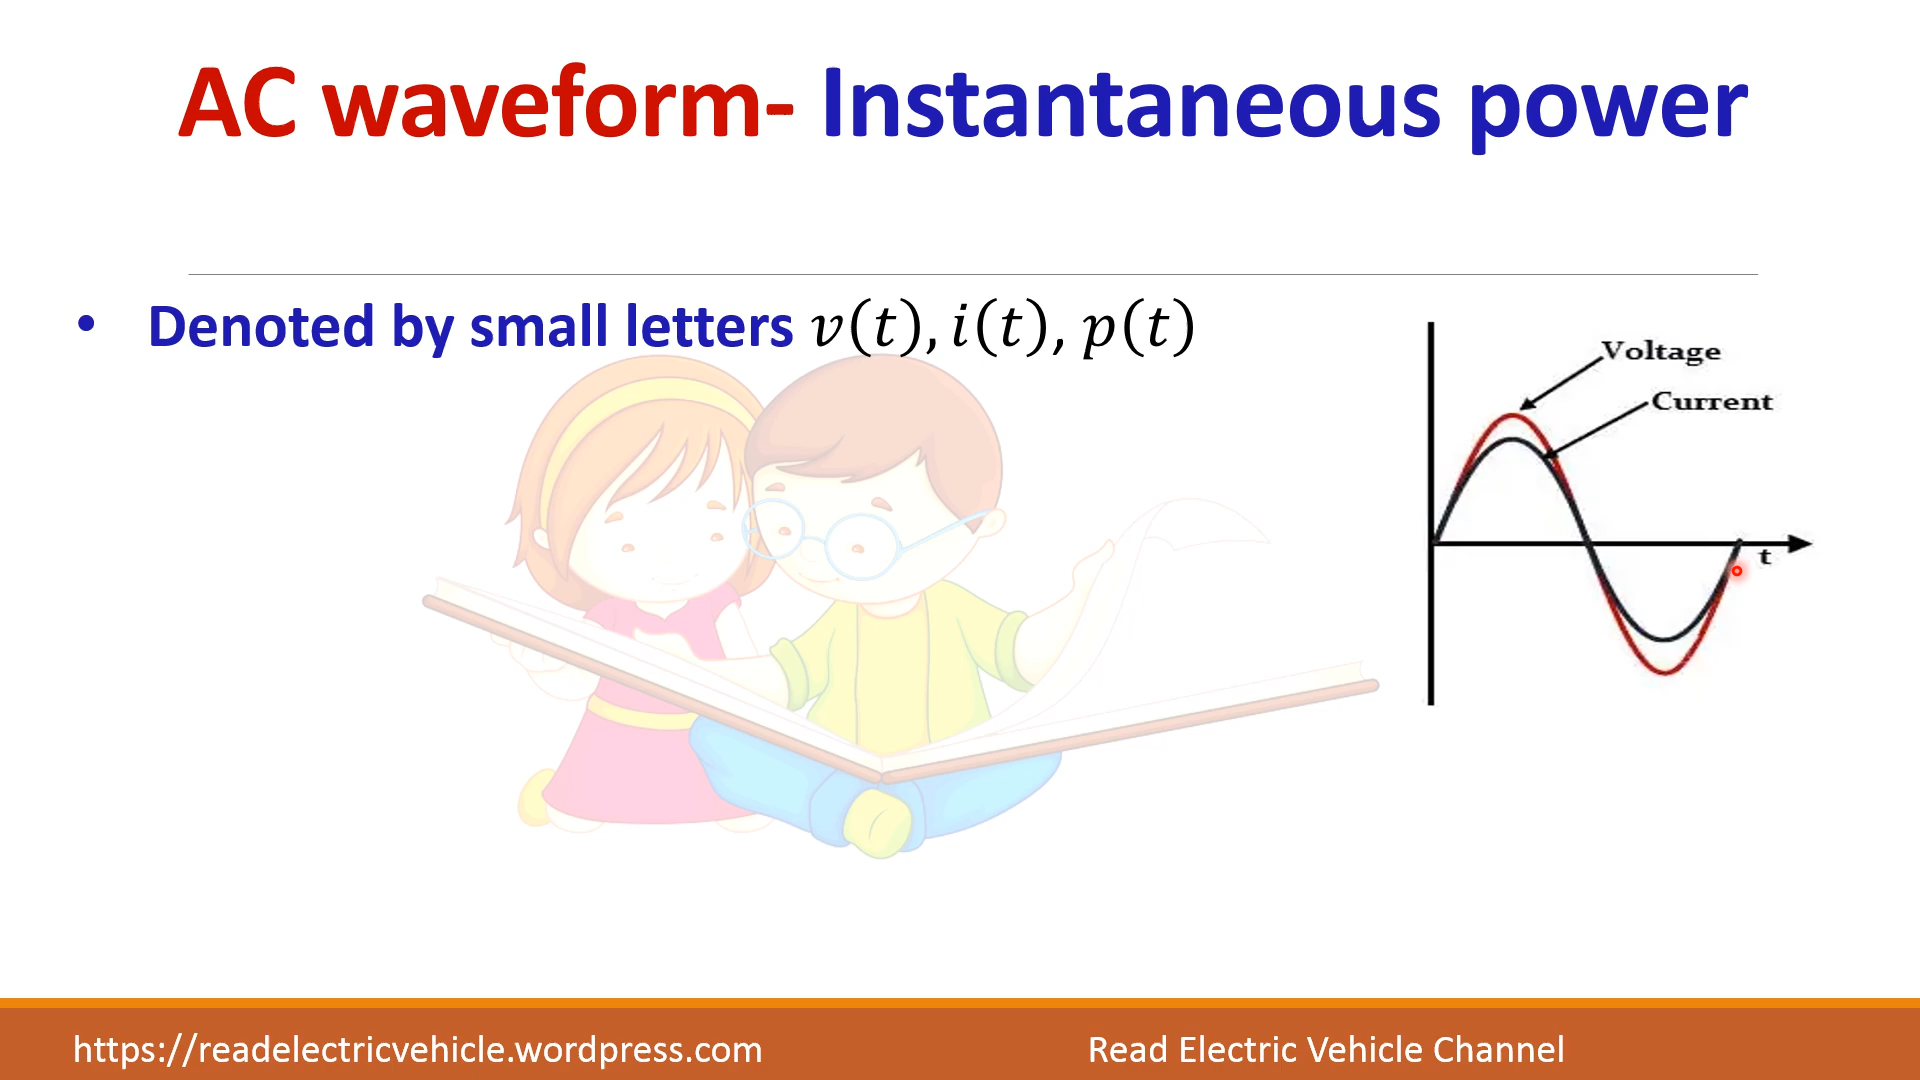 AC waveform- Instantaneous power
• Denoted by small letters v(t), i(t), p(t)
Voltage
Current
t
https://readelectricvehicle.wordpress.com
Read Electric Vehicle Channel